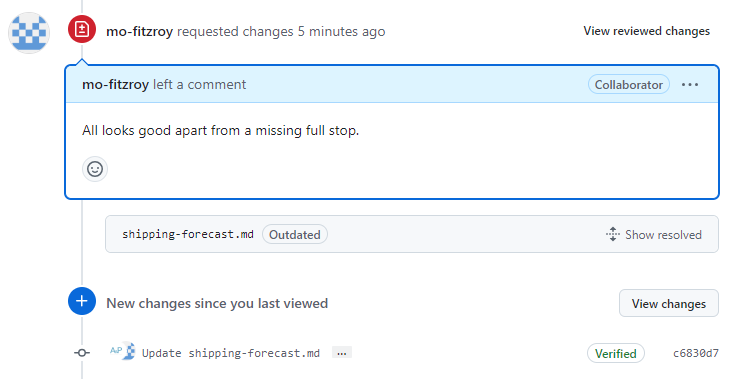 mo-fitzroy requested changes 5 minutes ago View reviewed changes
mo-fitzroy left a comment Collaborator ...
All looks good apart from a missing full stop.
shipping-forecast.md Outdated Show resolved
New changes since you last viewed View changes
AvP Update shipping-forecast.md ... Verified c6830d7